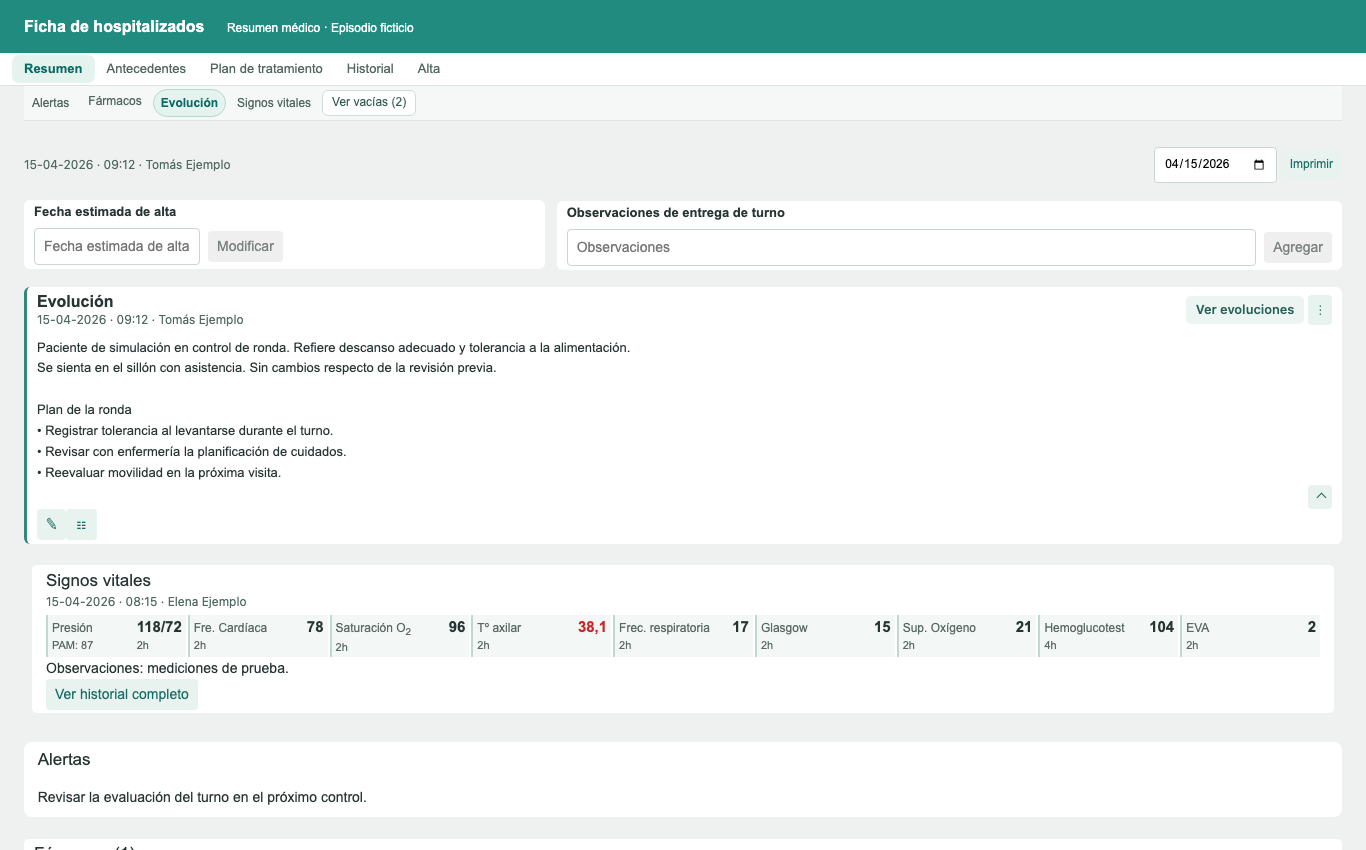 Ficha de hospitalizados Resumen médico · Episodio ficticio
Resumen Antecedentes Plan de tratamiento Historial Alta
Alertas Fármacos Evolución Signos vitales Ver vacías (2)
15-04-2026 · 09:12 · Tomás Ejemplo 04/15/2026 Imprimir
Fecha estimada de alta
Fecha estimada de alta Modificar
Observaciones de entrega de turno
Observaciones Agregar
Evolución
15-04-2026 · 09:12 · Tomás Ejemplo
Ver evoluciones ⋮
Paciente de simulación en control de ronda. Refiere descanso adecuado y tolerancia a la alimentación.
Se sienta en el sillón con asistencia. Sin cambios respecto de la revisión previa.
Plan de la ronda
• Registrar tolerancia al levantarse durante el turno.
• Revisar con enfermería la planificación de cuidados.
• Reevaluar movilidad en la próxima visita.
Signos vitales
15-04-2026 · 08:15 · Elena Ejemplo
Presión 118/72 Fre. Cardíaca 78 Saturación O2 96 Tº axilar 38,1 Frec. respiratoria 17 Glasgow 15 Sup. Oxígeno 21 Hemoglucotest 104 EVA 2
PAM: 87 2h 2h 2h 2h 2h 2h 2h 4h 2h
Observaciones: mediciones de prueba.
Ver historial completo
Alertas
Revisar la evaluación del turno en el próximo control.